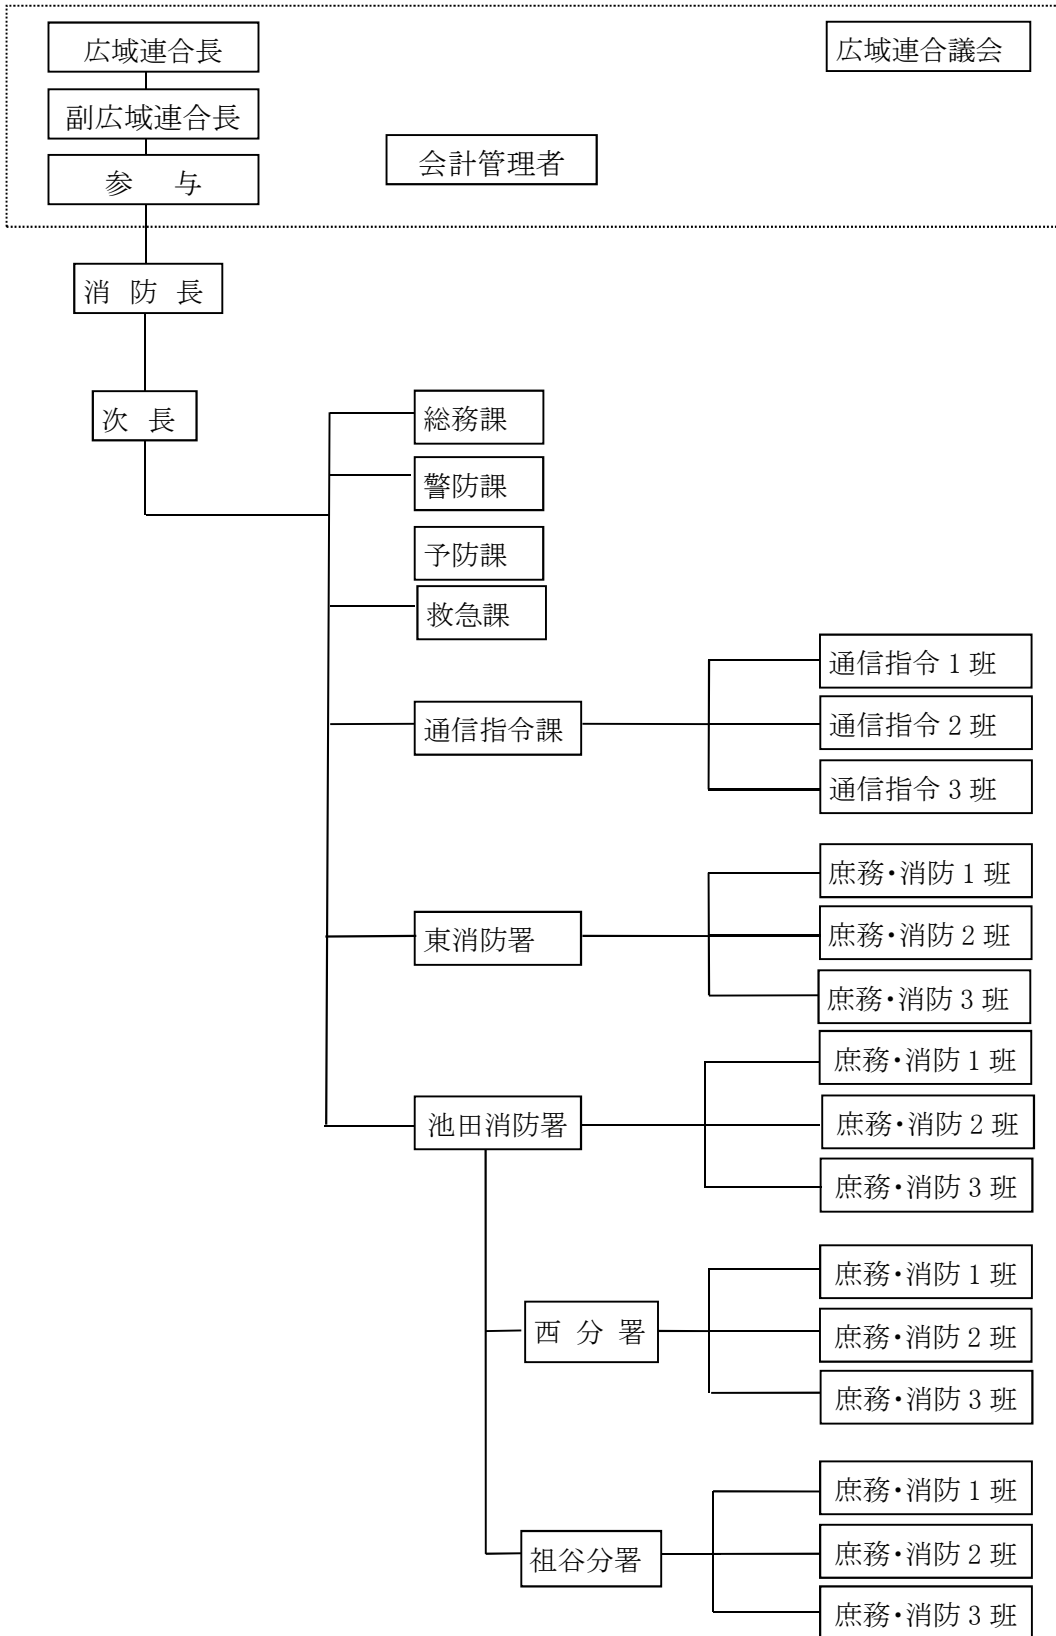 広域連合長
広域連合議会
副広域連合長
会計管理者
参 与
消 防 長
次 長
総務課
警防課
予防課
救急課
通信指令課
通信指令1班
通信指令2班
通信指令3班
東消防署
庶務・消防1班
庶務・消防2班
庶務・消防3班
池田消防署
庶務・消防1班
庶務・消防2班
庶務・消防3班
西 分 署
庶務・消防1班
庶務・消防2班
庶務・消防3班
祖谷分署
庶務・消防1班
庶務・消防2班
庶務・消防3班